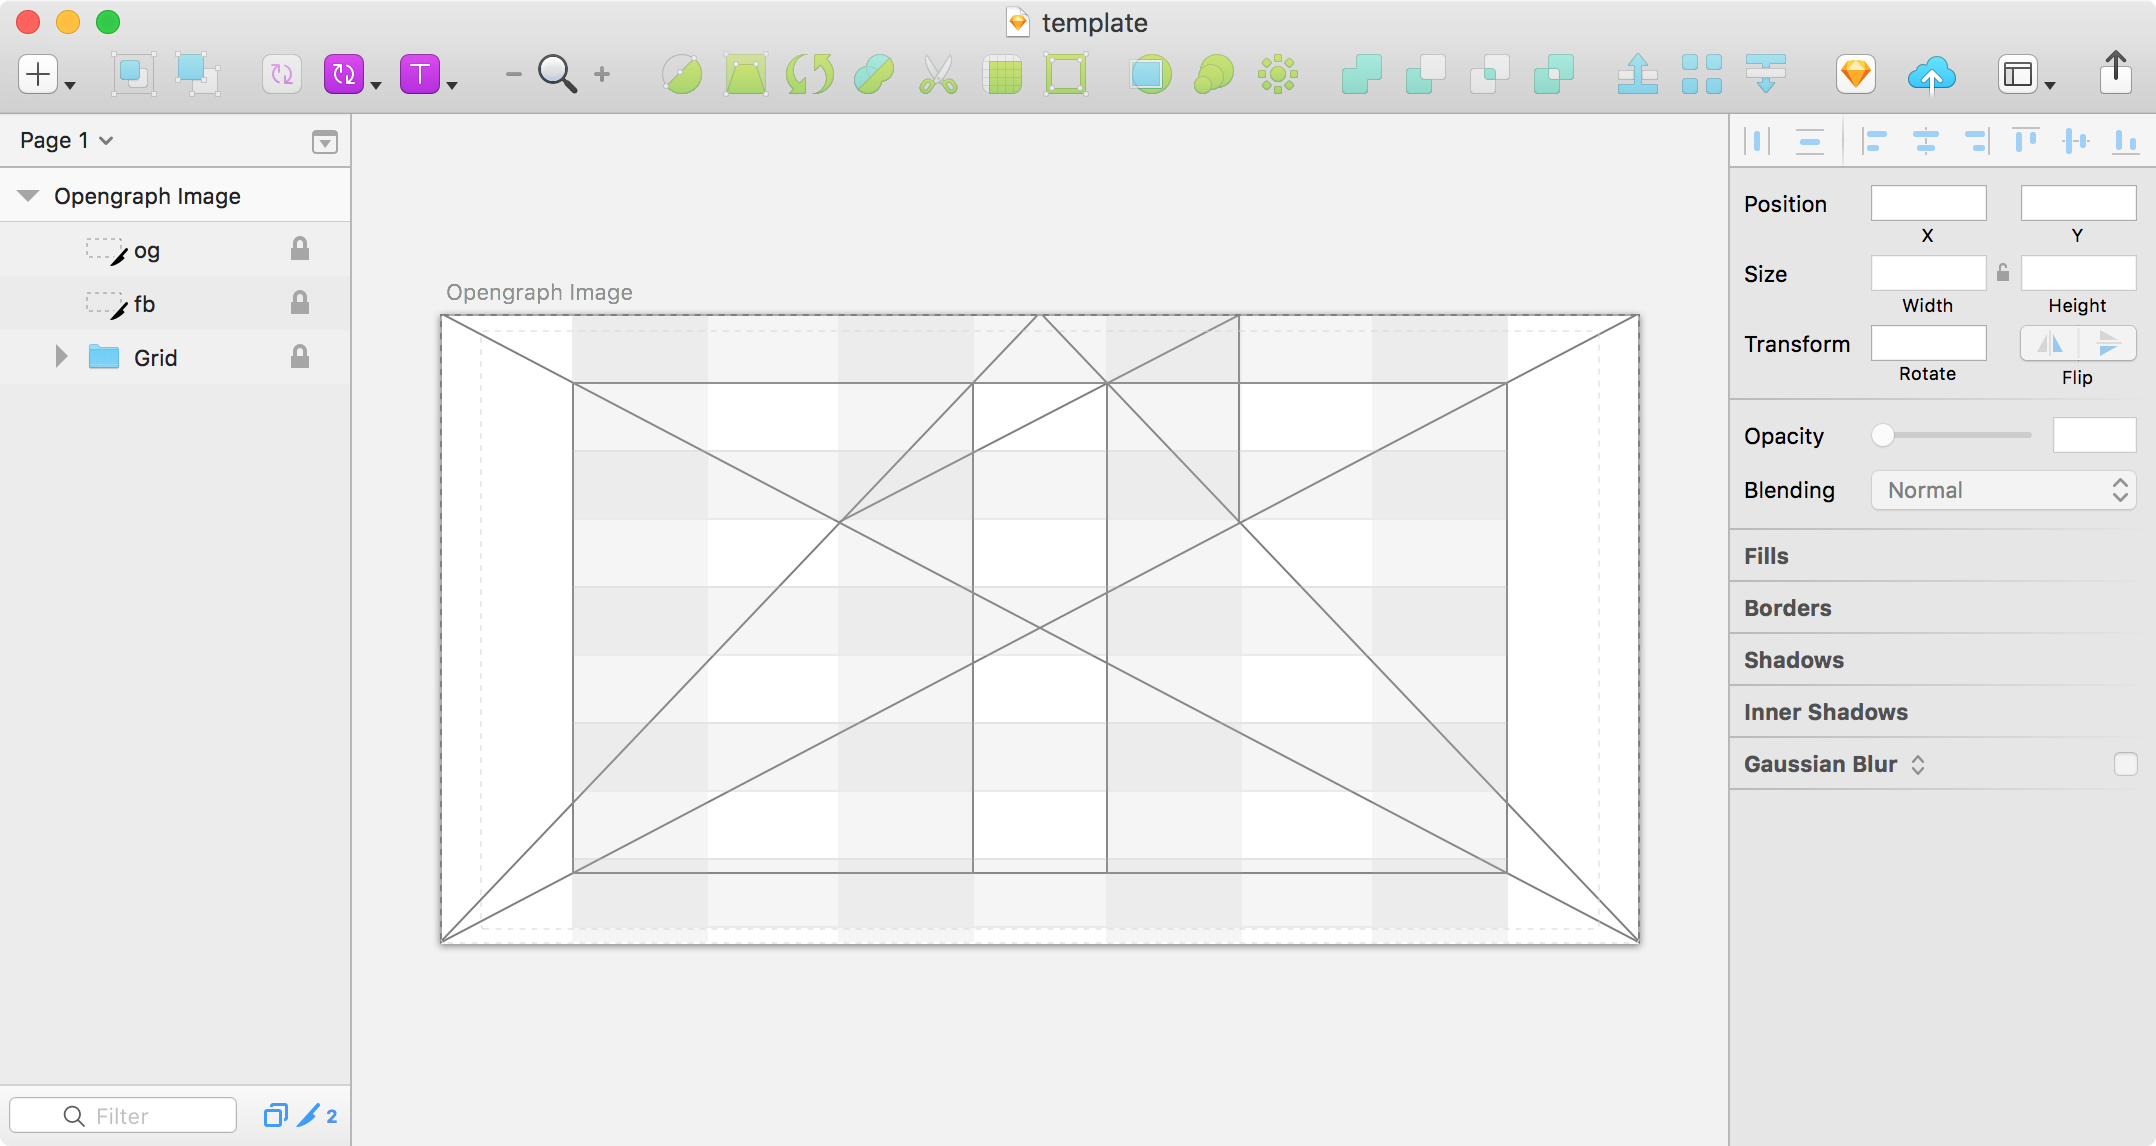 template
T
Page 1
Opengraph Image
og
fb
Grid
Filter
2
Opengraph Image
Position
X
Y
Size
Width
Height
Transform
Rotate
Flip
Opacity
Blending
Normal
Fills
Borders
Shadows
Inner Shadows
Gaussian Blur